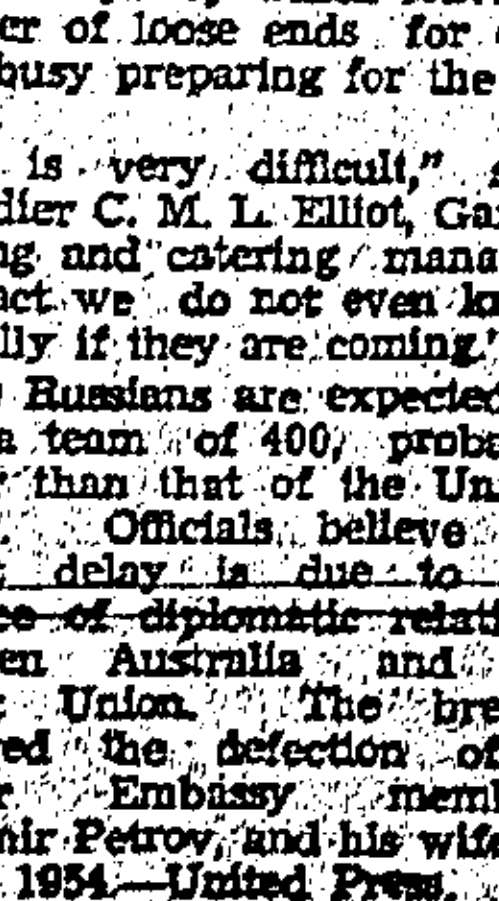 er of loose ends for
busy preparing for the
is very difficult,"
dier C. M. L. Elliot, Ga
ng and catering mana
act we do not even k
lly if they are coming."
Russians are expected
a team of 400, proba
than that of the Un
Officials believe
delay is due to
ce of diplomatic relat
en Australia and
Union. The bre
ed the defection of
r Embassy memb
mir Petrov, and his wife
1954.—United Press.